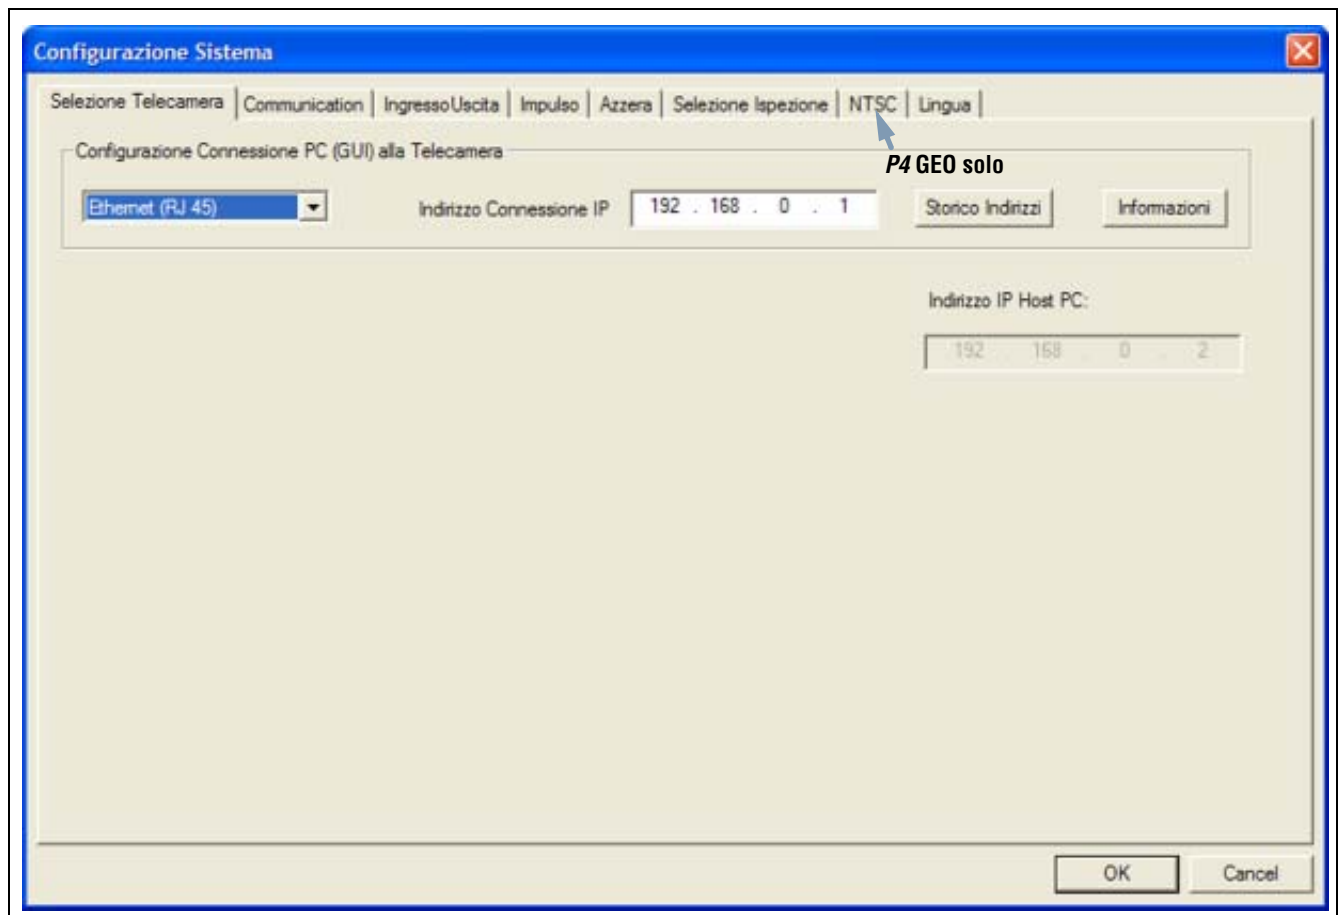 Configurazione Sistema
Selezione Telecamera Communication IngressoUscita Impulso Azzera Selezione Ispezione NTSC Lingua
Configurazione Connessione PC (GUI) alla Telecamera
P4 GEO solo
Ethernet (RJ 45) Indirizzo Connessione IP 192 . 168 . 0 . 1 Storico Indirizzi Informazioni
Indirizzo IP Host PC:
192 . 168 . 0 . 2
OK Cancel